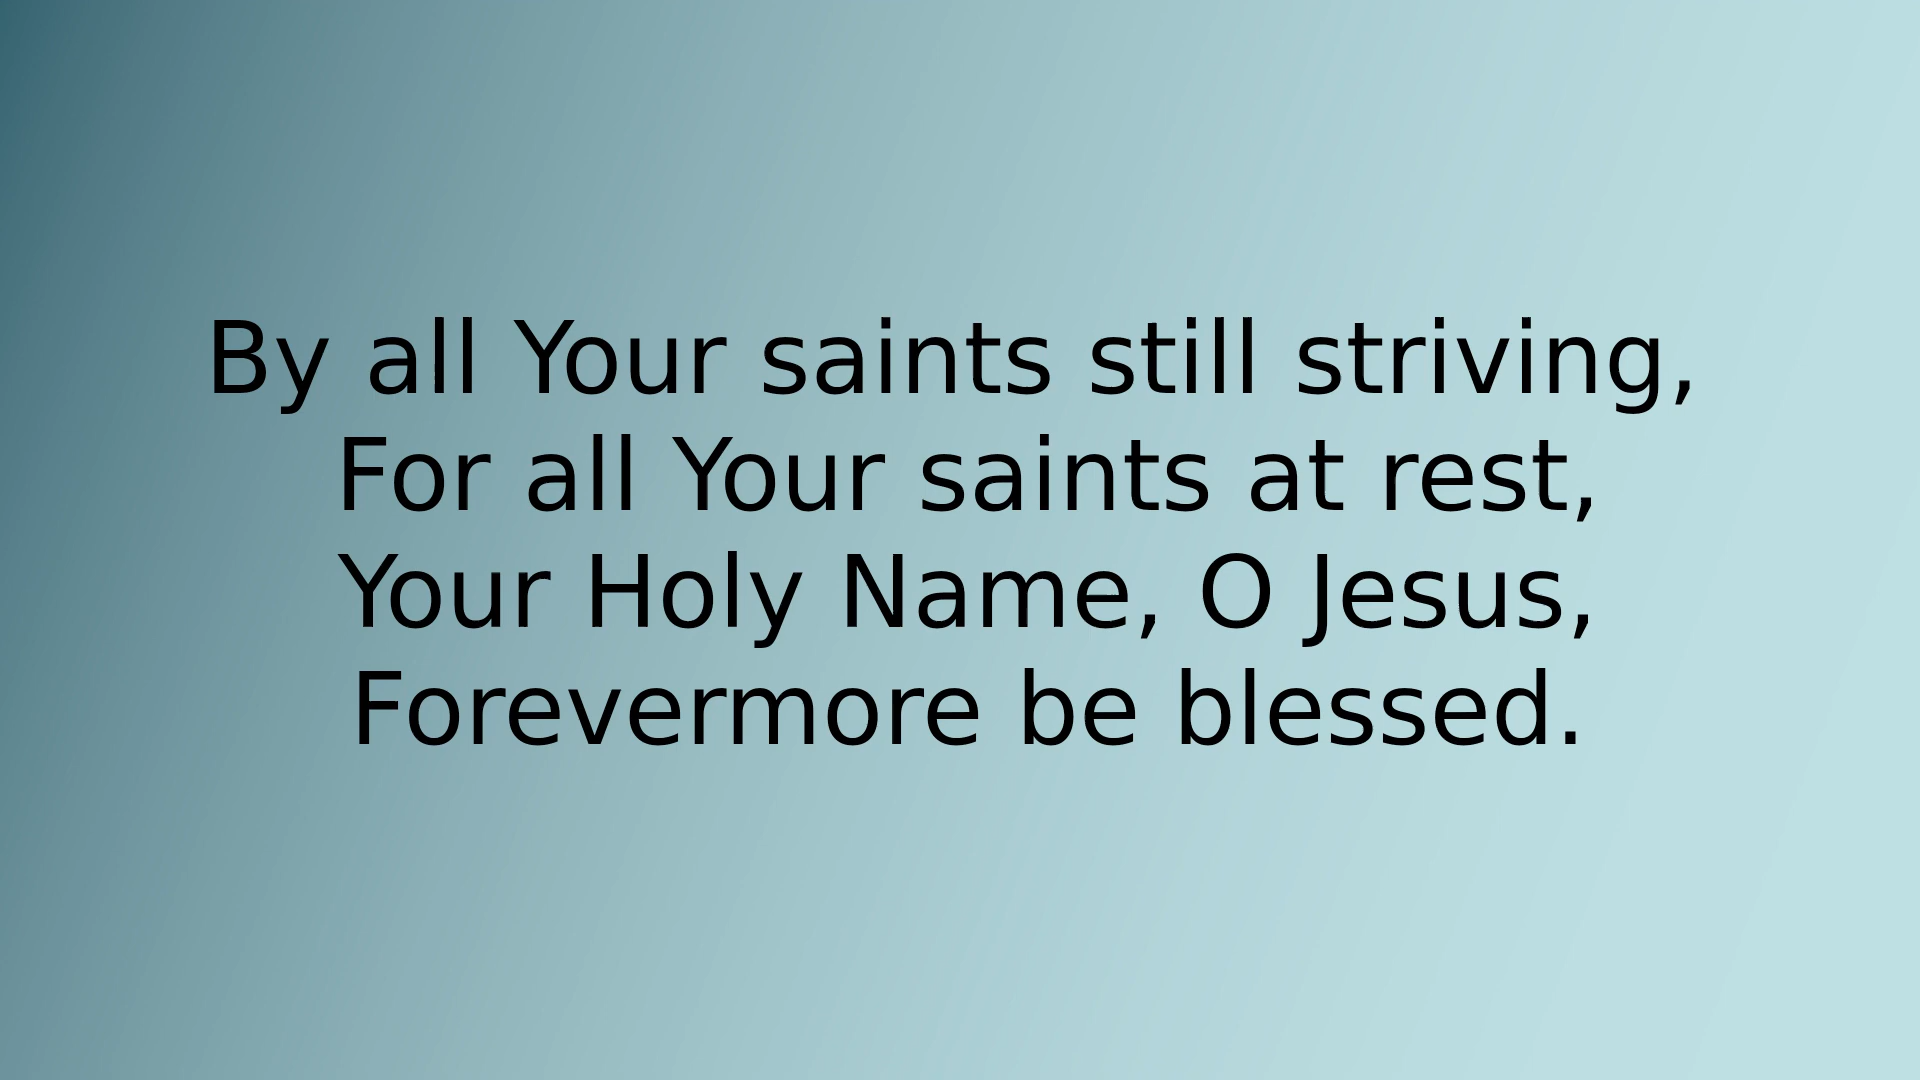 By all Your saints still striving,
For all Your saints at rest,
Your Holy Name, O Jesus,
Forevermore be blessed.